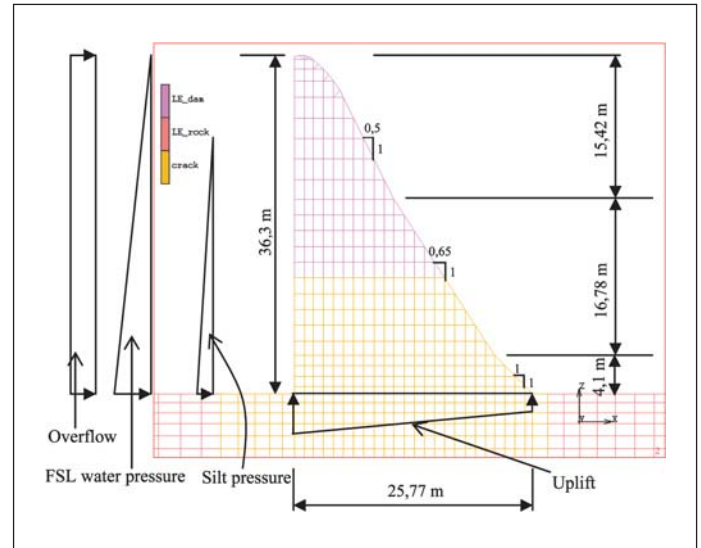 LE_dam
LE_rock
crack
0,5
1
15,42 m
36,3 m
0,65
1
16,78 m
1
1
4,1 m
Z
Y
X
Overflow
FSL water pressure
Silt pressure
Uplift
25,77 m